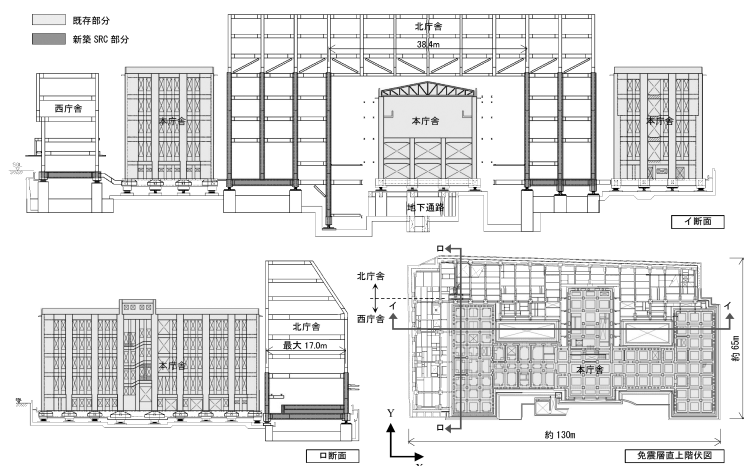 既存部分
新築 SRC 部分
北庁舎
38.4m
西庁舎
本庁舎
本庁舎
本庁舎
地下通路
イ断面
北庁舎
最大 17.0m
本庁舎
ロ断面
ロ
北庁舎
西庁舎
イ
イ
本庁舎
約 65m
ロ
Y
約 130m
免震層直上階伏図